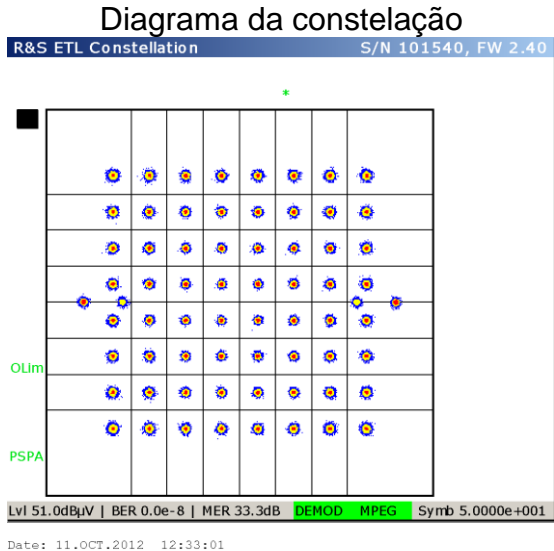 Diagrama da constelação
R&S ETL Constellation S/N 101540, FW 2.40
*
OLim
PSPA
Lvl 51.0dBµV | BER 0.0e-8 | MER 33.3dB DEMOD MPEG Symb 5.0000e+001
Date: 11.OCT.2012 12:33:01